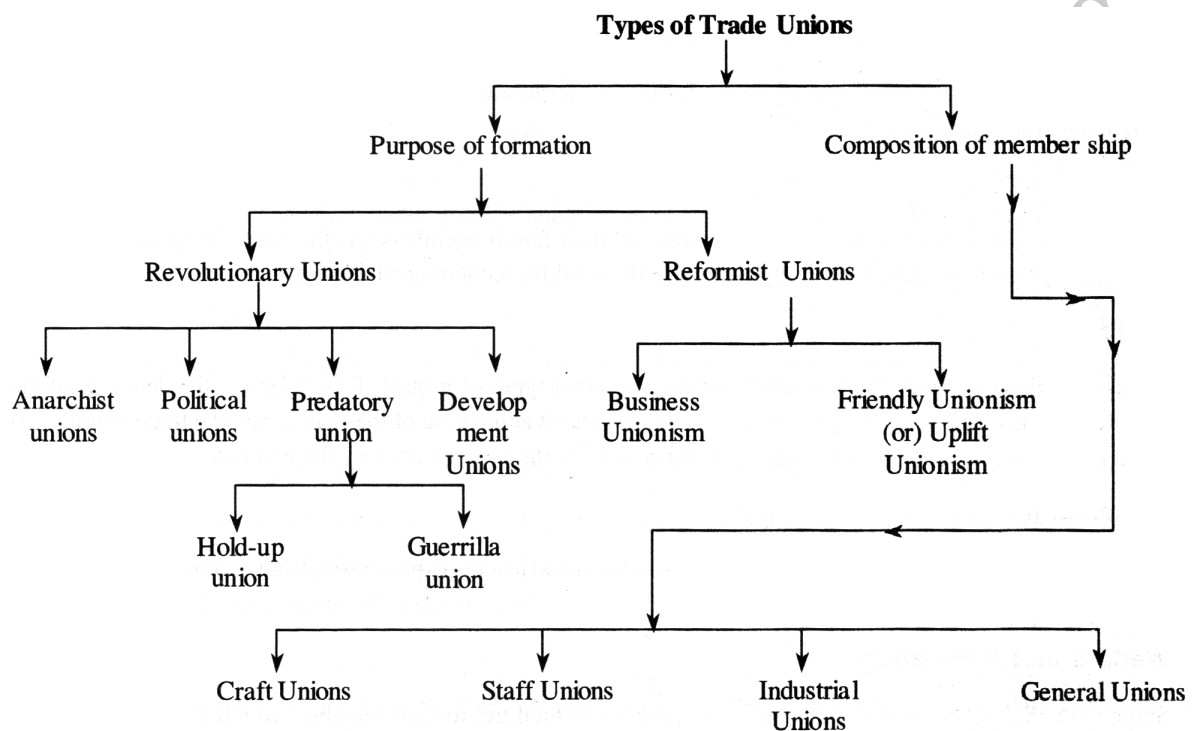 Types of Trade Unions
Purpose of formation
Composition of member ship
Revolutionary Unions
Reformist Unions
Anarchist
unions
Political
unions
Predatory
union
Develop
ment
Unions
Business
Unionism
Friendly Unionism
(or) Uplift
Unionism
Hold-up
union
Guerrilla
union
Craft Unions
Staff Unions
Industrial
Unions
General Unions